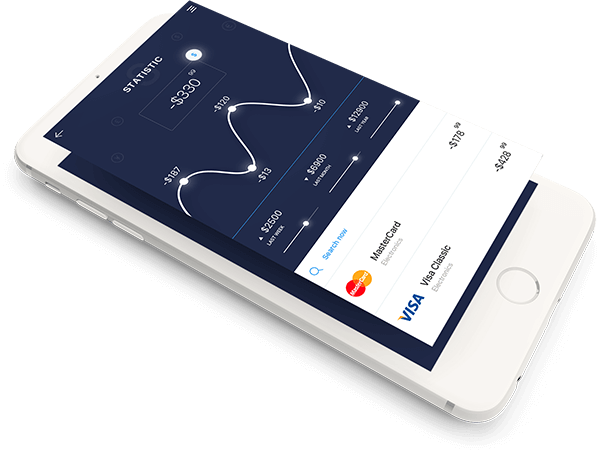 STATISTIC
$
-$330 99
-$187
-$13
-$120
-$10
▲ $2500
LAST WEEK
▲ $6900
LAST MONTH
▲ $12900
LAST YEAR
Search now
MasterCard
MasterCard
Electronics
-$178 99
VISA
Visa Classic
Electronics
-$428 99